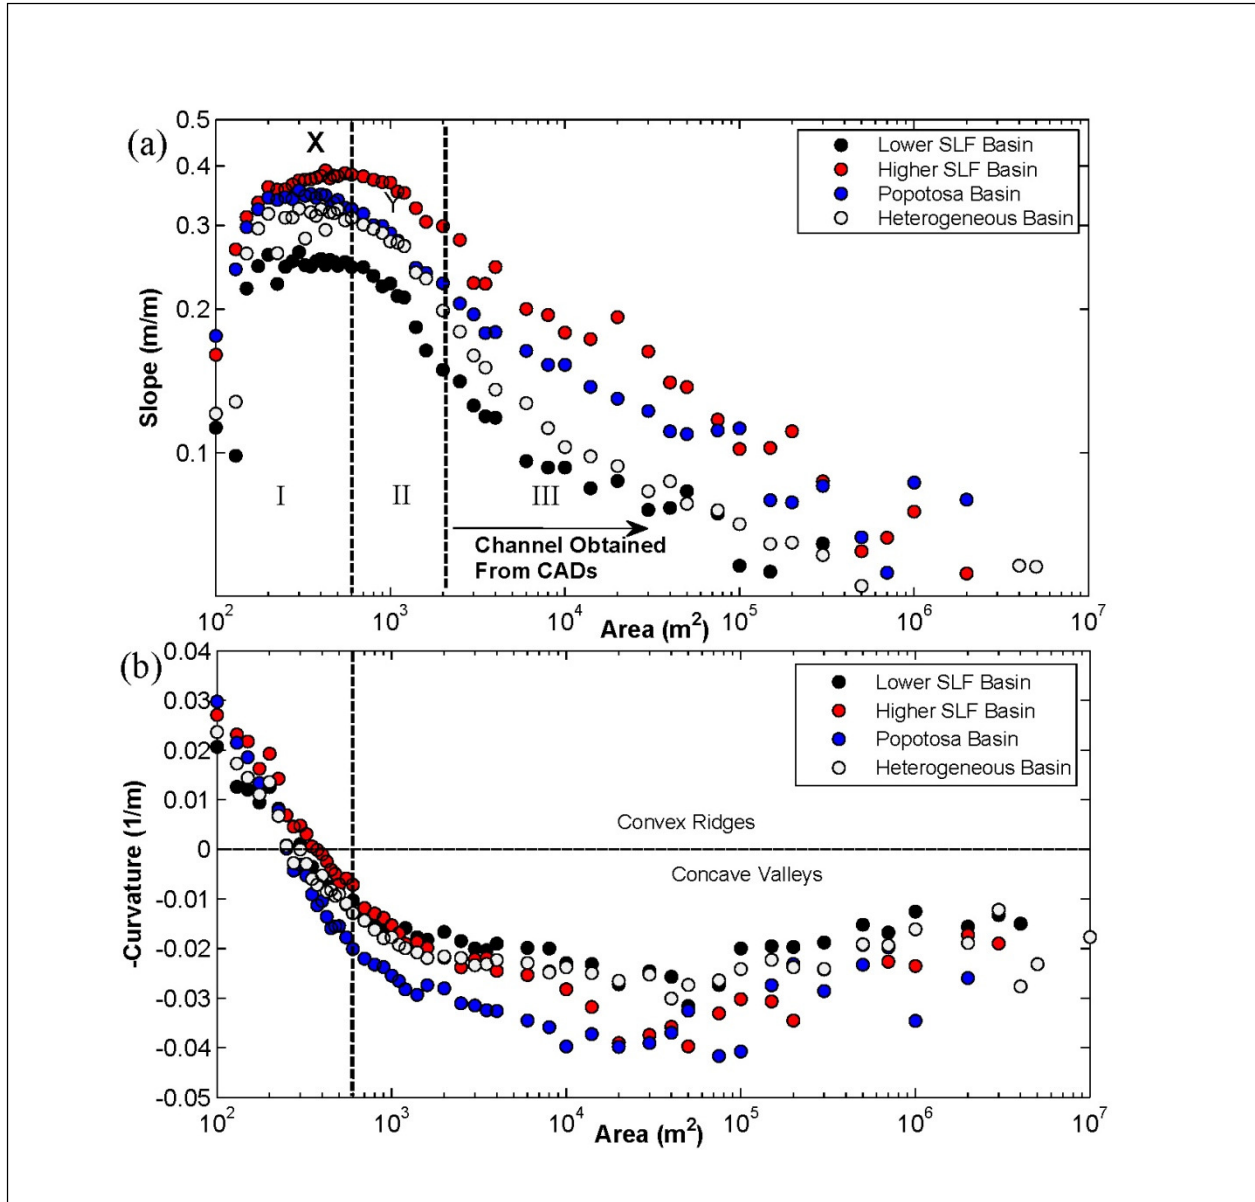 (a)
0.5
0.4
0.3
0.2
0.1
Slope (m/m)
X
Y
Lower SLF Basin
Higher SLF Basin
Popotosa Basin
Heterogeneous Basin
I
II
III
Channel Obtained
From CADs
10² 10³ 10⁴ 10⁵ 10⁶ 10⁷
Area (m²)
(b)
0.04
0.03
0.02
0.01
0
-0.01
-0.02
-0.03
-0.04
-0.05
-Curvature (1/m)
Lower SLF Basin
Higher SLF Basin
Popotosa Basin
Heterogeneous Basin
Convex Ridges
Concave Valleys
10² 10³ 10⁴ 10⁵ 10⁶ 10⁷
Area (m²)